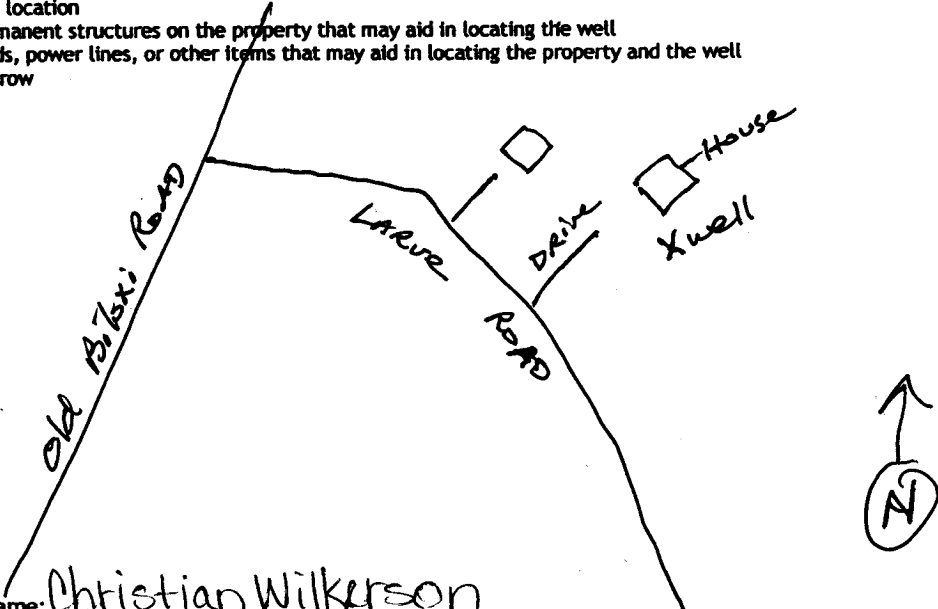 location
manent structures on the property that may aid in locating the well
ds, power lines, or other items that may aid in locating the property and the well
row
House
DRive
X well
LARUE
ROAD
Old Biloxi ROAD
N
ame: Christian Wilkerson